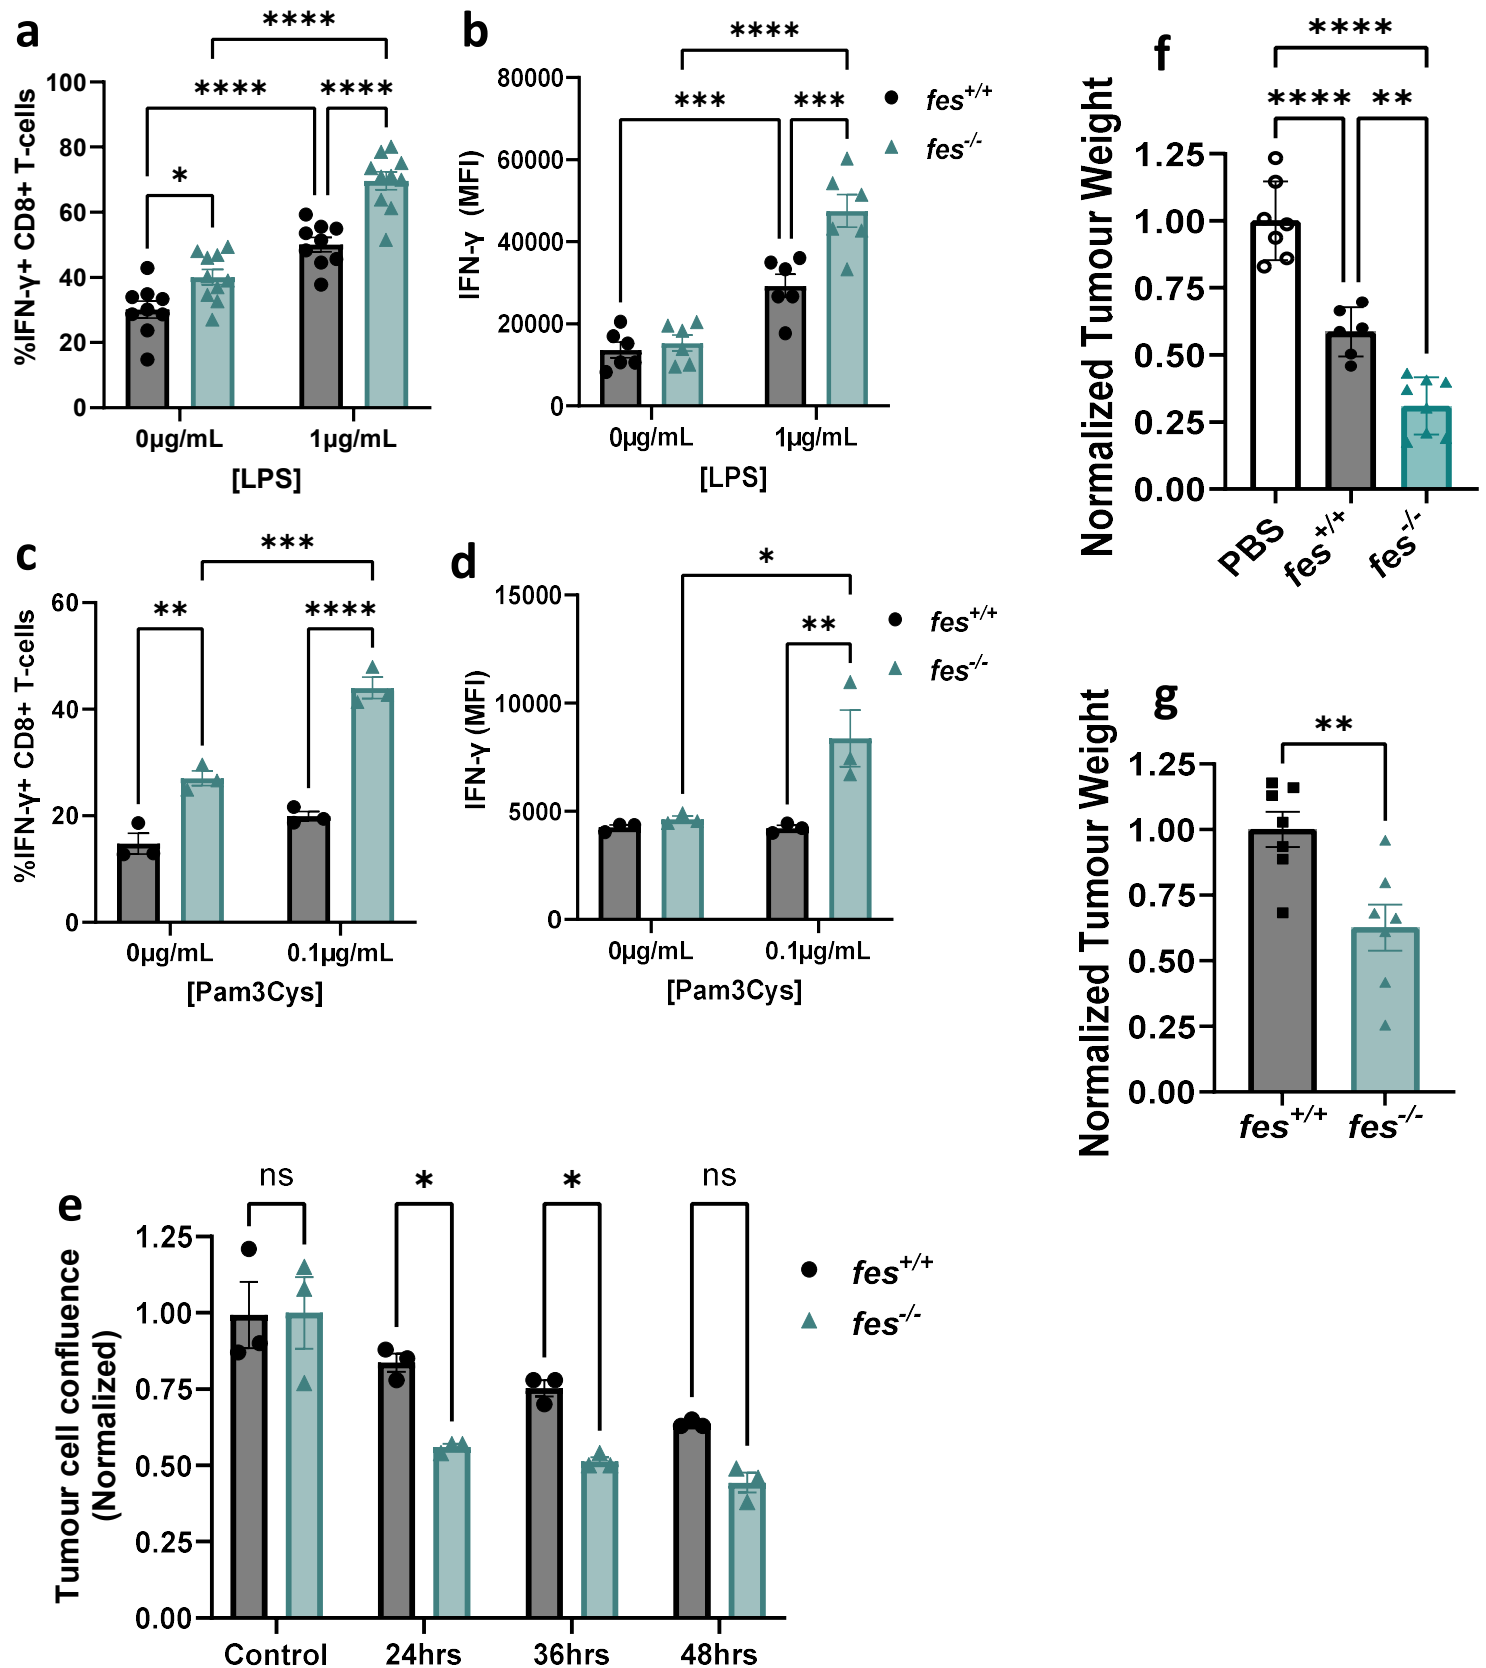 a
****
**** ****
*
%IFN-γ+ CD8+ T-cells
100
80
60
40
20
0
0µg/mL 1µg/mL
[LPS]
b
****
*** ***
IFN-γ (MFI)
80000
60000
40000
20000
0
0µg/mL 1µg/mL
[LPS]
fes+/+
fes-/-
c
***
** ****
%IFN-γ+ CD8+ T-cells
60
40
20
0
0µg/mL 0.1µg/mL
[Pam3Cys]
d
*
**
IFN-γ (MFI)
15000
10000
5000
0
0µg/mL 0.1µg/mL
[Pam3Cys]
fes+/+
fes-/-
e
ns * * ns
Tumour cell confluence
(Normalized)
1.25
1.00
0.75
0.50
0.25
0.00
Control 24hrs 36hrs 48hrs
fes+/+
fes-/-
f
****
**** **
Normalized Tumour Weight
1.25
1.00
0.75
0.50
0.25
0.00
PBS fes+/+ fes-/-
g
**
Normalized Tumour Weight
1.25
1.00
0.75
0.50
0.25
0.00
fes+/+ fes-/-